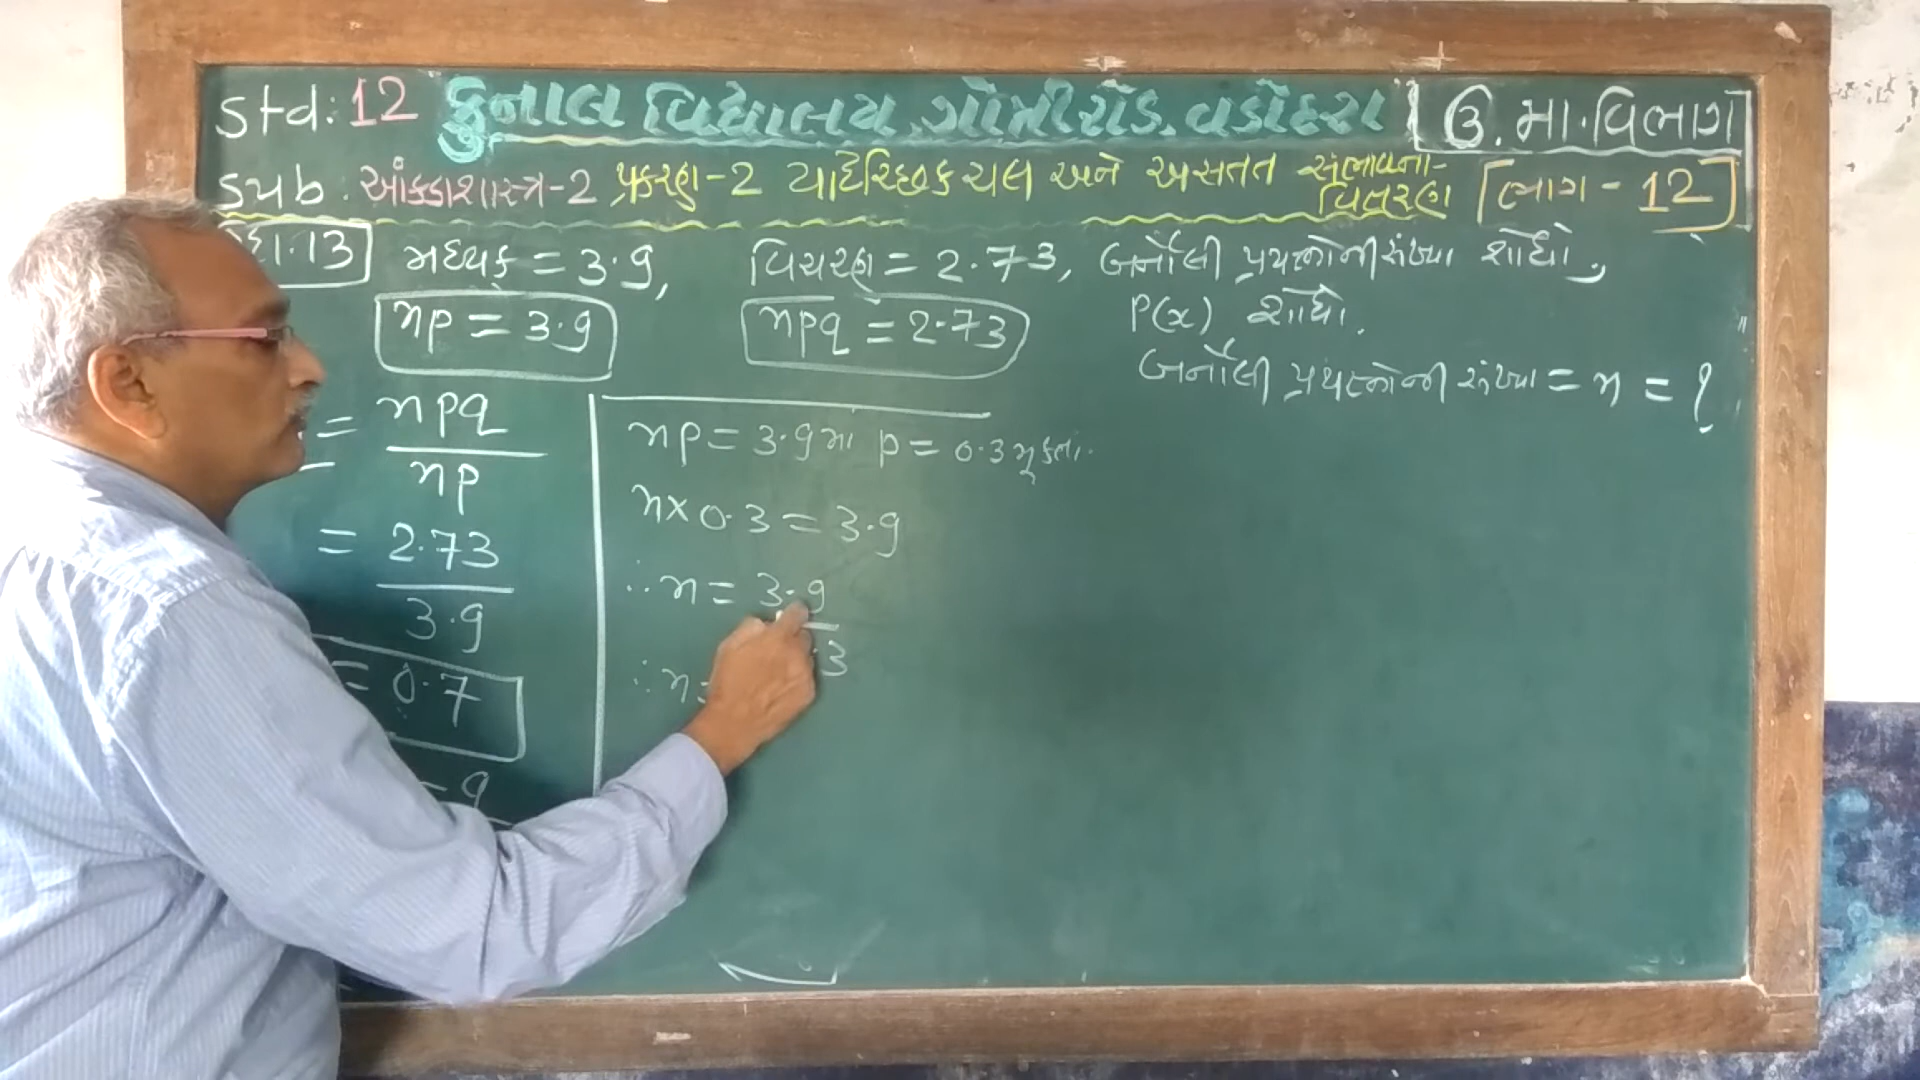 Std: 12 કુનાલ વિદ્યાલય, ગોત્રી રોડ. વડોદરા ઉ. મા. વિભાગ
Sub. આંકડાશાસ્ત્ર-2 પ્રકરણ-2 યાદૅચ્છિક ચલ અને અસતત સંભાવના-વિતરણ ભાગ - 12
દા. 13 મધ્યક = 3.9, વિચરણ = 2.73, બર્નોલી પ્રયત્નોની સંખ્યા શોધો,
P(x) શોધો.
np = 3.9 npq = 2.73
બર્નોલી પ્રયત્નોની સંખ્યા = n = ?
= npq / np
= 2.73 / 3.9
= 0.7
- q
np = 3.9 માં p = 0.3 મૂકતાં.
n x 0.3 = 3.9
∴ n = 3.9 / .3
∴ n =